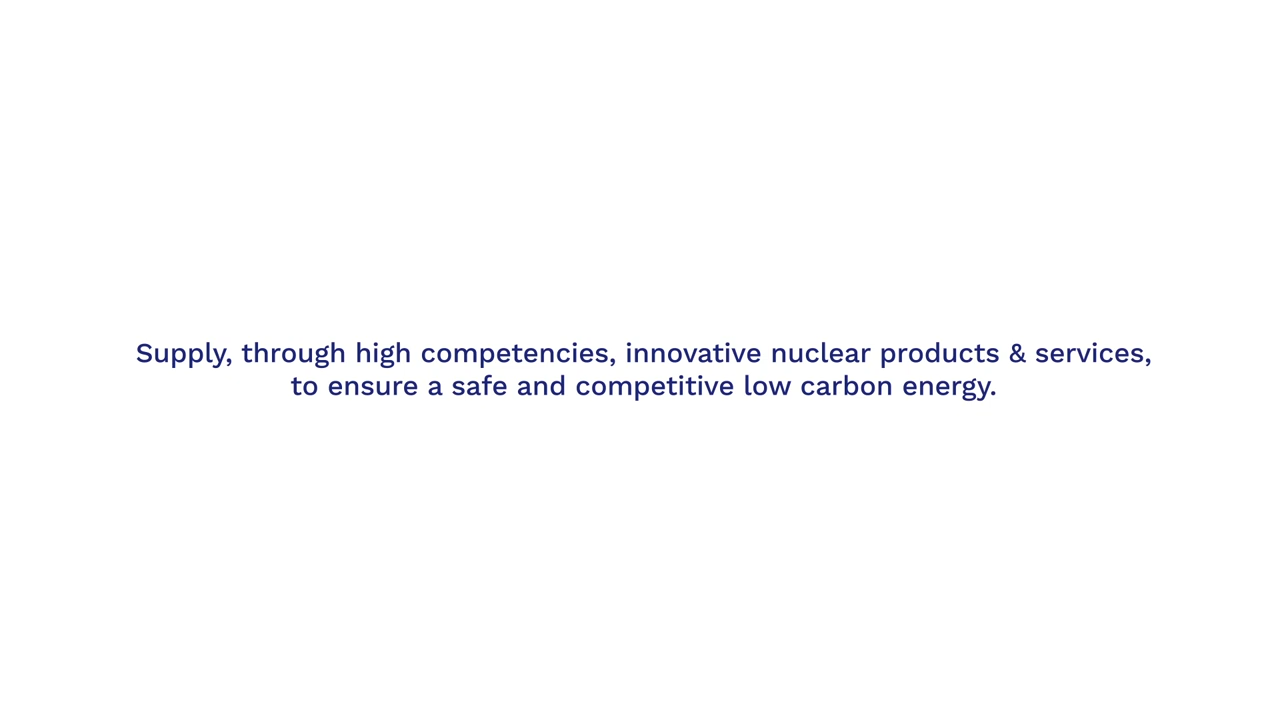 Supply, through high competencies, innovative nuclear products & services,
to ensure a safe and competitive low carbon energy.